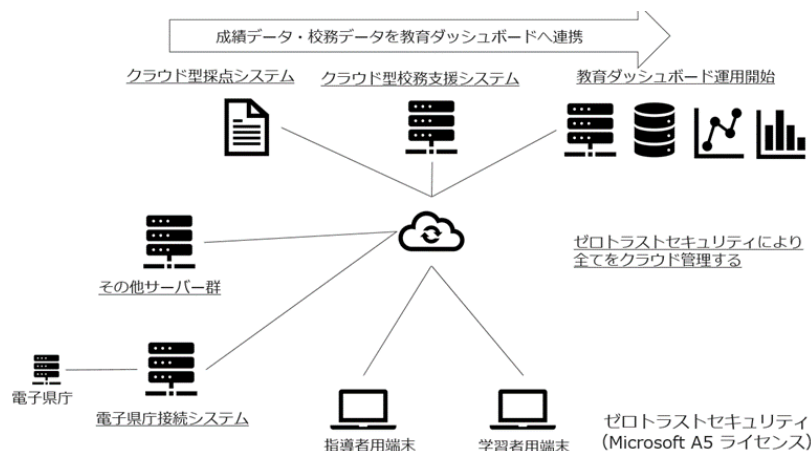 成績データ・校務データを教育ダッシュボードへ連携
クラウド型採点システム
クラウド型校務支援システム
教育ダッシュボード運用開始
ゼロトラストセキュリティにより
全てをクラウド管理する
その他サーバー群
電子県庁
電子県庁接続システム
指導者用端末
学習者用端末
ゼロトラストセキュリティ
(Microsoft A5 ライセンス)